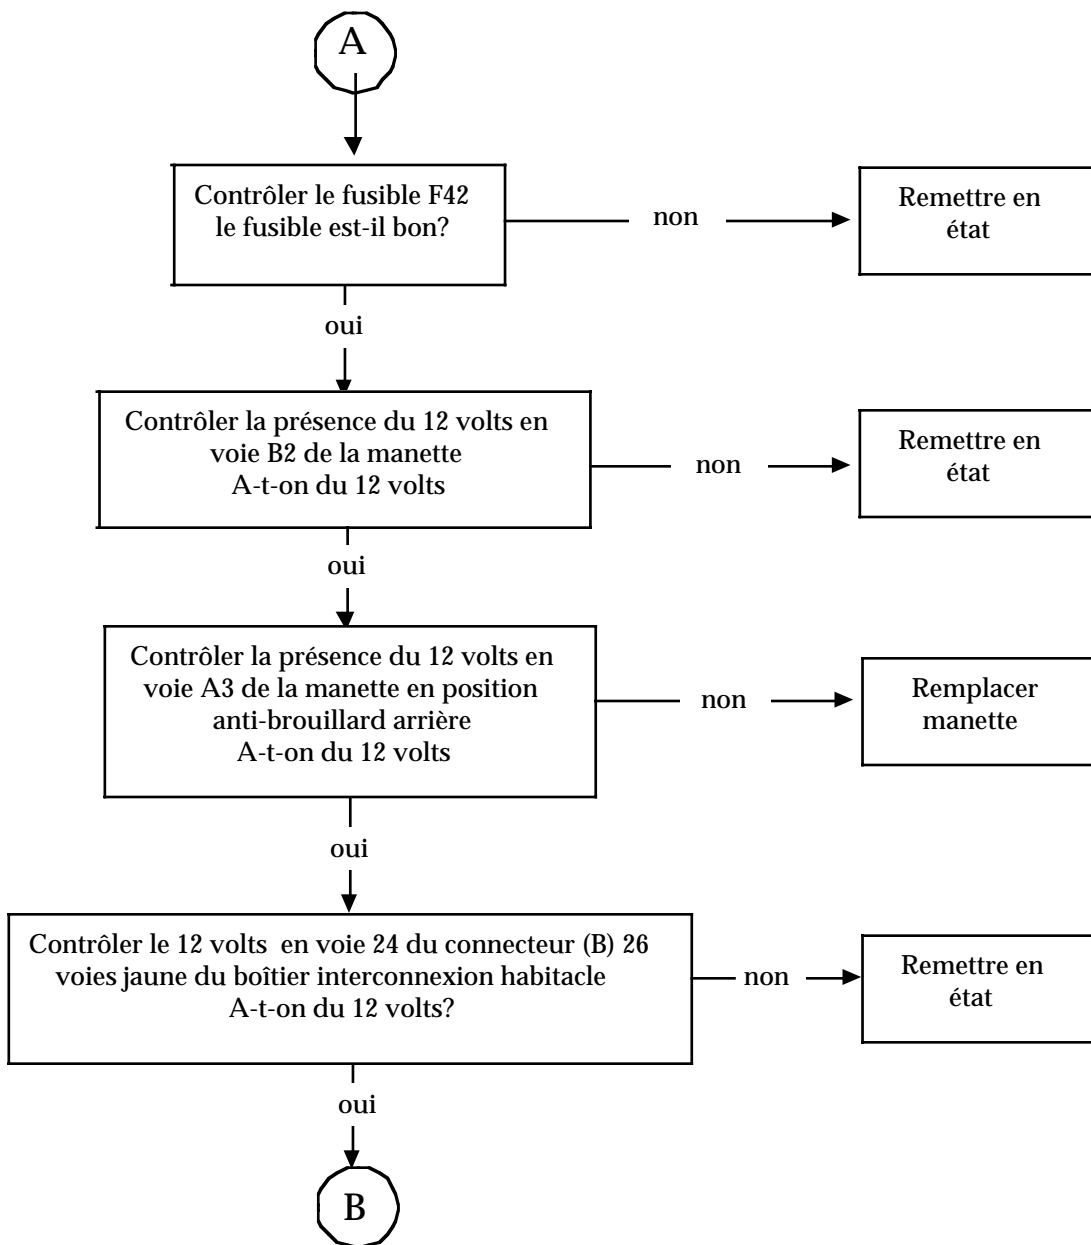 A
Contrôler le fusible F42
le fusible est-il bon?
non
Remettre en
état
oui
Contrôler la présence du 12 volts en
voie B2 de la manette
A-t-on du 12 volts
non
Remettre en
état
oui
Contrôler la présence du 12 volts en
voie A3 de la manette en position
anti-brouillard arrière
A-t-on du 12 volts
non
Remplacer
manette
oui
Contrôler le 12 volts en voie 24 du connecteur (B) 26
voies jaune du boîtier interconnexion habitacle
A-t-on du 12 volts?
non
Remettre en
état
oui
B